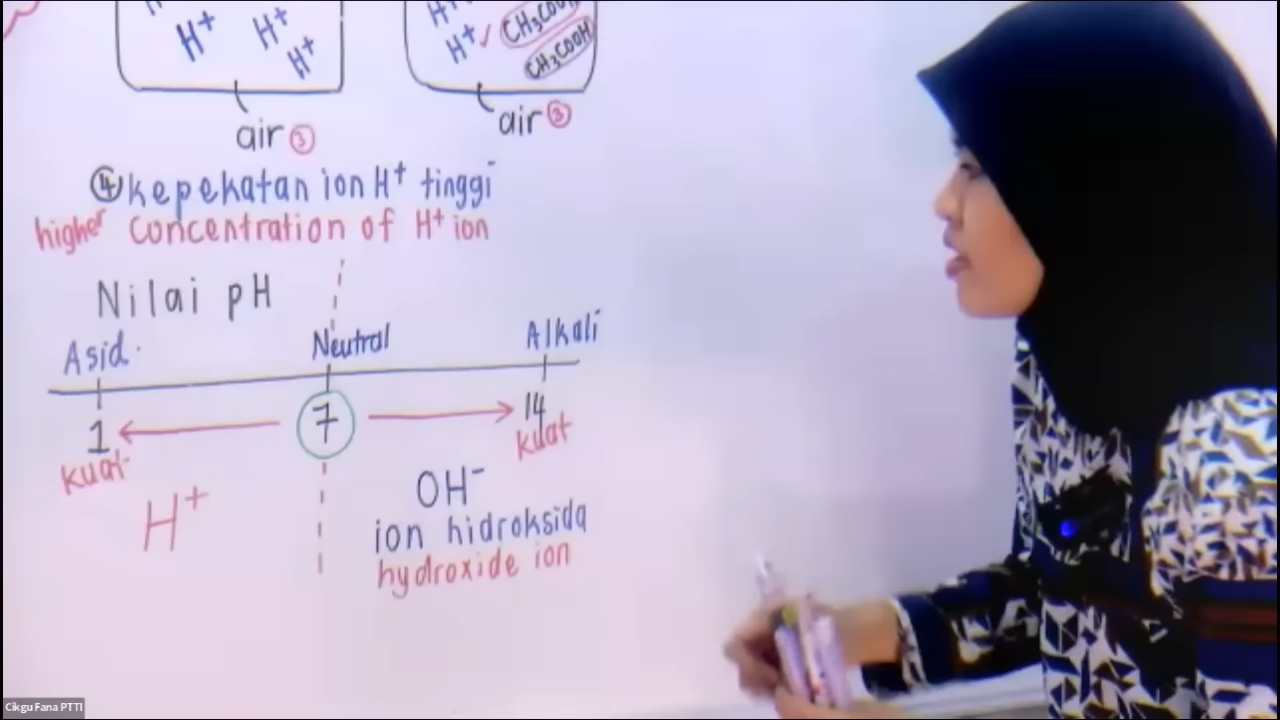 H+ H+ H+
H+ H+ CH3COOH CH3COOH
air ③ air ③
④ kepekatan ion H+ tinggi
higher concentration of H+ ion
Nilai pH
Asid Neutral Alkali
1 7 14
kuat kuat
H+ OH-
ion hidroksida
hydroxide ion
Cikgu Fana PTTI